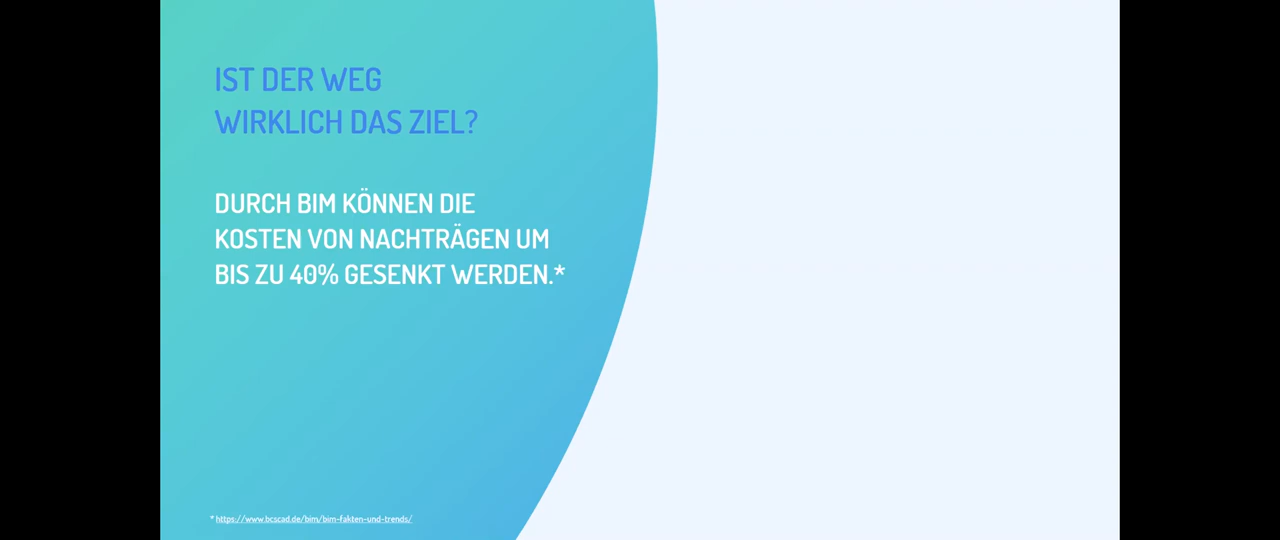 IST DER WEG
WIRKLICH DAS ZIEL?
DURCH BIM KÖNNEN DIE
KOSTEN VON NACHTRÄGEN UM
BIS ZU 40% GESENKT WERDEN.*
* https://www.bcscad.de/bim/bim-fakten-und-trends/